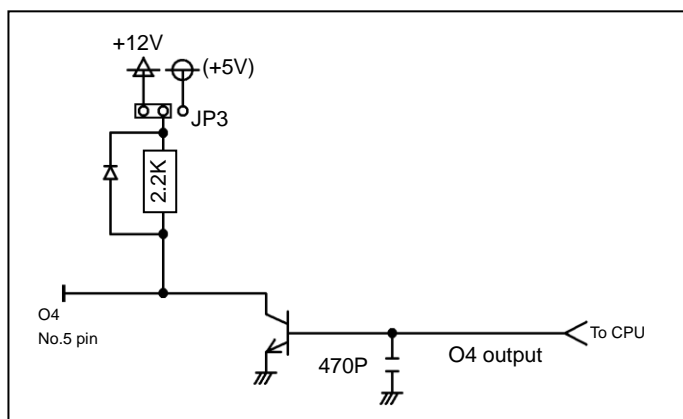 +12V
(+5V)
JP3
2.2K
O4
No.5 pin
470P
O4 output
To CPU